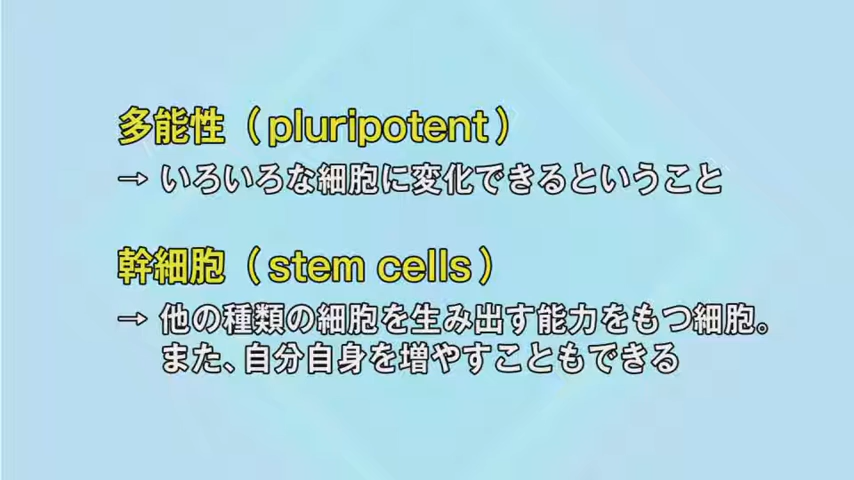 多能性（pluripotent）
→ いろいろな細胞に変化できるということ
幹細胞（stem cells）
→ 他の種類の細胞を生み出す能力をもつ細胞。
また、自分自身を増やすこともできる